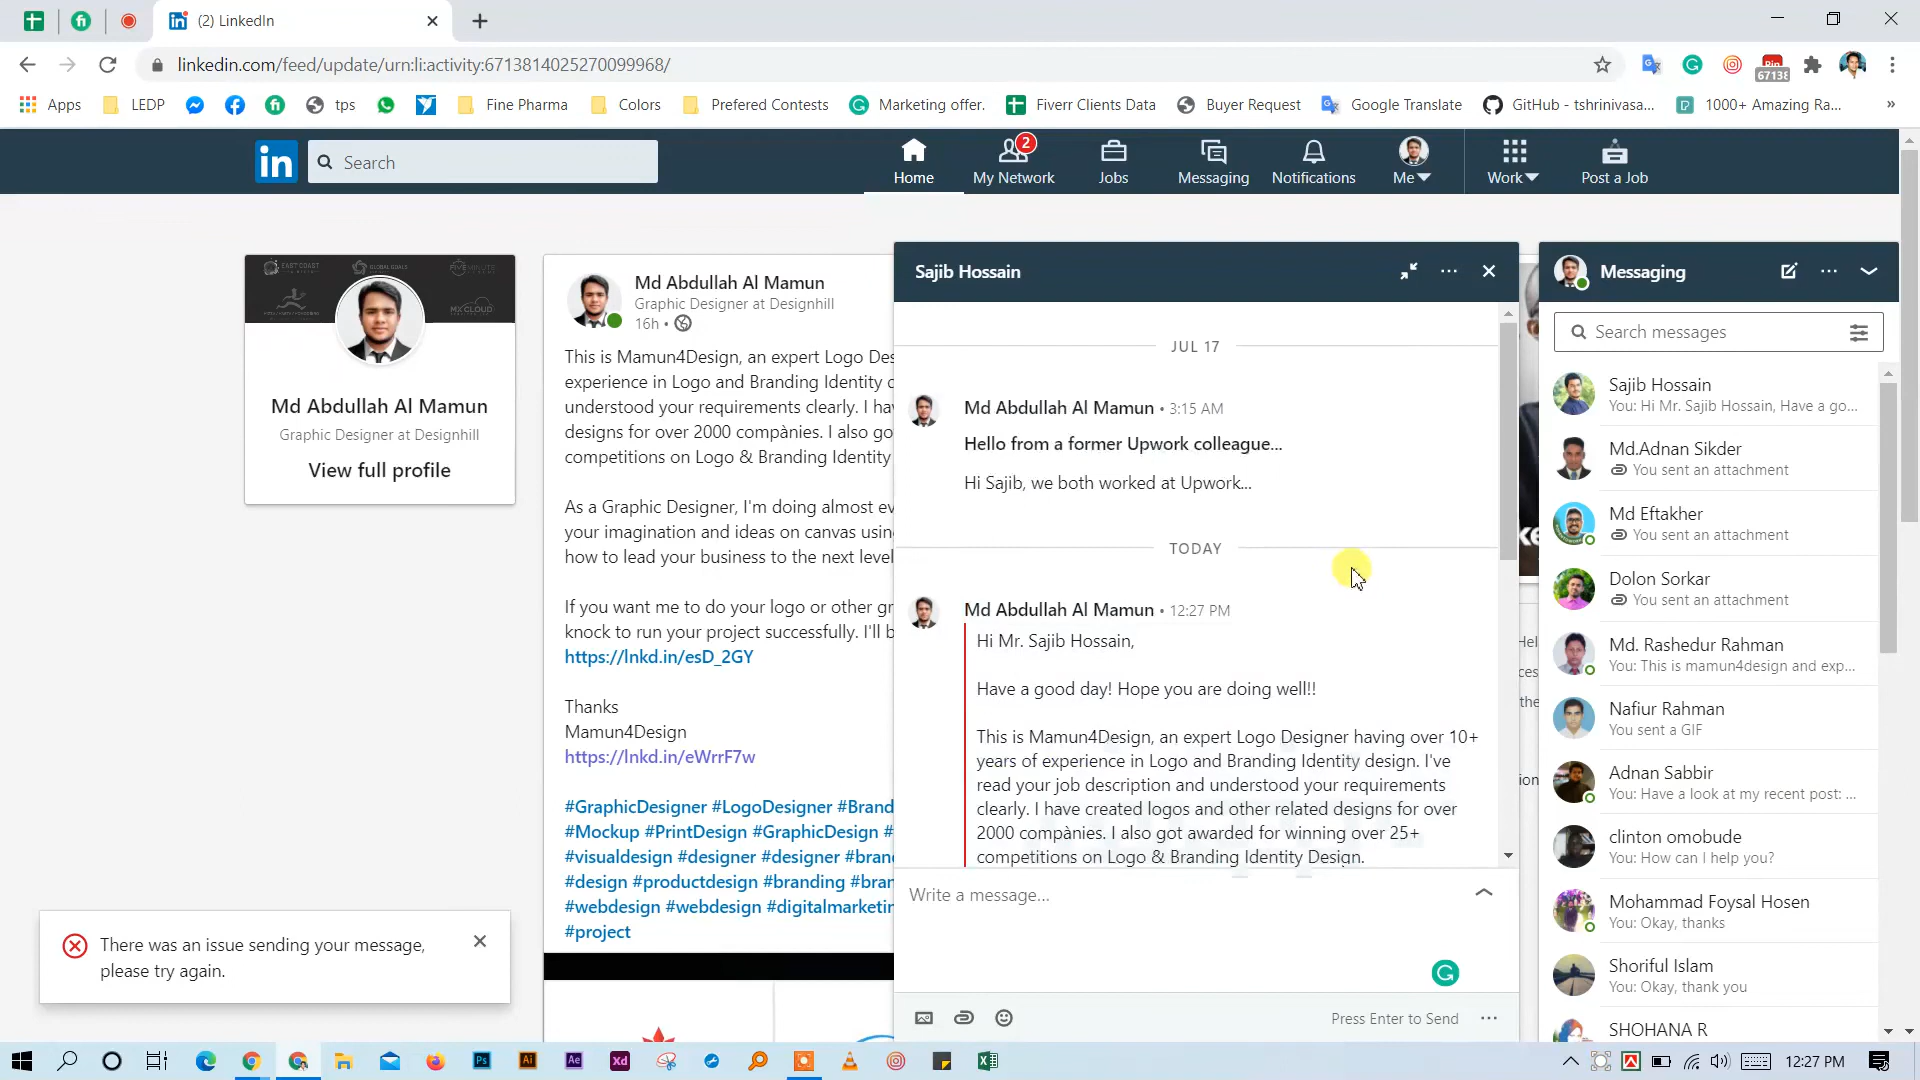 (2) LinkedIn
linkedin.com/feed/update/urn:li:activity:6713814025270099968/
67138
Apps
LEDP
tps
Fine Pharma
Colors
Prefered Contests
Marketing offer.
Fiverr Clients Data
Buyer Request
Google Translate
GitHub - tshrinivasa...
1000+ Amazing Ra...
»
in
Search
Home
2
My Network
Jobs
Messaging
Notifications
Me
Work
Post a Job
EAST COAST
GLOBAL GOALS
FIVE MINUTE
MX CLOUD
Md Abdullah Al Mamun
Graphic Designer at Designhill
View full profile
Md Abdullah Al Mamun
Graphic Designer at Designhill
16h •
This is Mamun4Design, an expert Logo Des
experience in Logo and Branding Identity d
understood your requirements clearly. I hav
designs for over 2000 compànies. I also go
competitions on Logo & Branding Identity
As a Graphic Designer, I'm doing almost ev
your imagination and ideas on canvas usin
how to lead your business to the next level
If you want me to do your logo or other gr
knock to run your project successfully. I'll b
https://lnkd.in/esD_2GY
Thanks
Mamun4Design
https://lnkd.in/eWrrF7w
#GraphicDesigner #LogoDesigner #Brand
#Mockup #PrintDesign #GraphicDesign #
#visualdesign #designer #designer #bran
#design #productdesign #branding #bran
#webdesign #webdesign #digitalmarketin
#project
Sajib Hossain
JUL 17
Md Abdullah Al Mamun • 3:15 AM
Hello from a former Upwork colleague...
Hi Sajib, we both worked at Upwork...
TODAY
Md Abdullah Al Mamun • 12:27 PM
Hi Mr. Sajib Hossain,
Have a good day! Hope you are doing well!!
This is Mamun4Design, an expert Logo Designer having over 10+
years of experience in Logo and Branding Identity design. I've
read your job description and understood your requirements
clearly. I have created logos and other related designs for over
2000 compànies. I also got awarded for winning over 25+
competitions on Logo & Branding Identity Design.
Write a message...
Press Enter to Send
Messaging
Search messages
Sajib Hossain
You: Hi Mr. Sajib Hossain, Have a go...
Md.Adnan Sikder
You sent an attachment
Md Eftakher
You sent an attachment
Dolon Sorkar
You sent an attachment
Md. Rashedur Rahman
You: This is mamun4design and exp...
Nafiur Rahman
You sent a GIF
Adnan Sabbir
You: Have a look at my recent post: ...
clinton omobude
You: How can I help you?
Mohammad Foysal Hosen
You: Okay, thanks
Shoriful Islam
You: Okay, thank you
SHOHANA R
There was an issue sending your message,
please try again.
Ps
Ai
Ae
Xd
12:27 PM